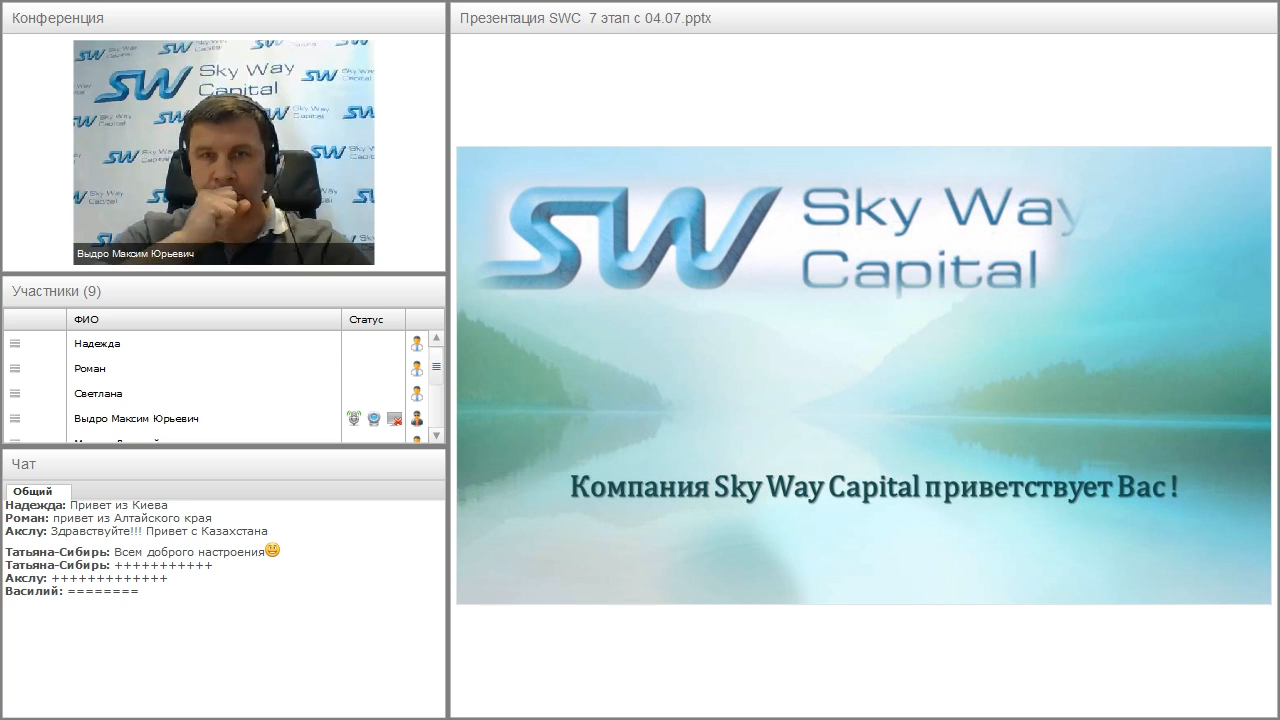 Конференция
SW Sky Way
Capital
Выдро Максим Юрьевич
Участники (9)
ФИО
Статус
Надежда
Роман
Светлана
Выдро Максим Юрьевич
Чат
Общий
Надежда: Привет из Киева
Роман: привет из Алтайского края
Акслу: Здравствуйте!!! Привет с Казахстана
Татьяна-Сибирь: Всем доброго настроения
Татьяна-Сибирь: +++++++++++
Акслу: +++++++++++++
Василий: ========
Презентация SWC 7 этап с 04.07.pptx
SW Sky Way
Capital
Компания Sky Way Capital приветствует Вас !